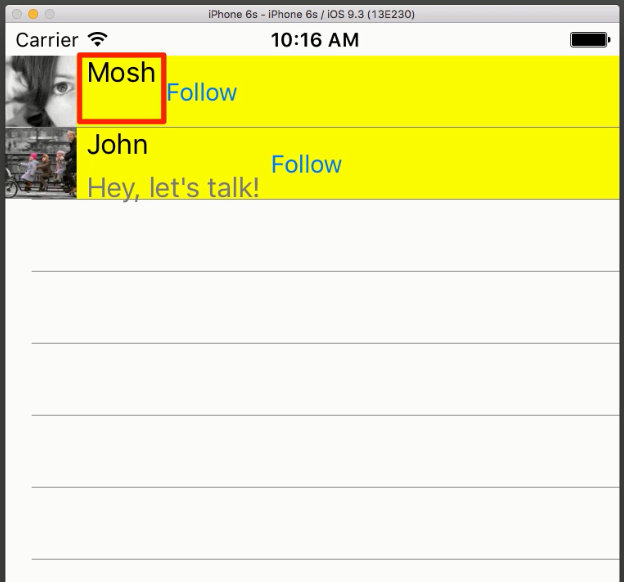 iPhone 6s - iPhone 6s / iOS 9.3 (13E230)
Carrier 10:16 AM
Mosh
Follow
John
Follow
Hey, let's talk!